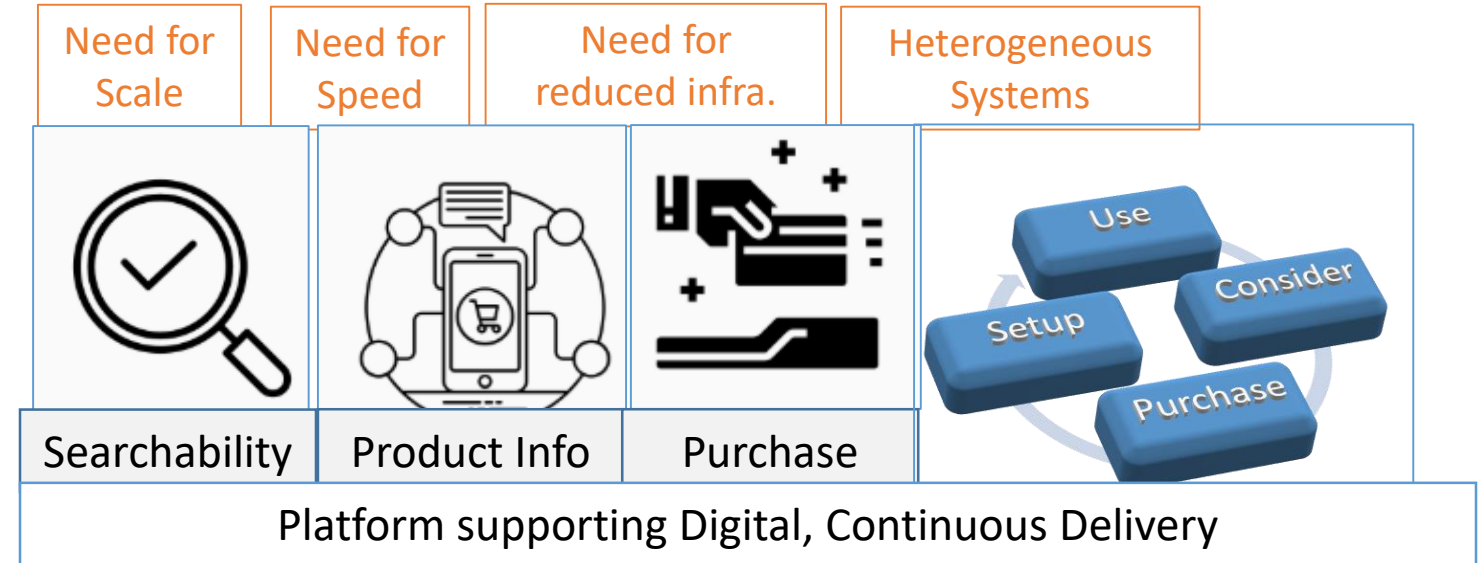 Need for
Scale
Need for
Speed
Need for
reduced infra.
Heterogeneous
Systems
Use
Consider
Setup
Purchase
Searchability
Product Info
Purchase
Platform supporting Digital, Continuous Delivery